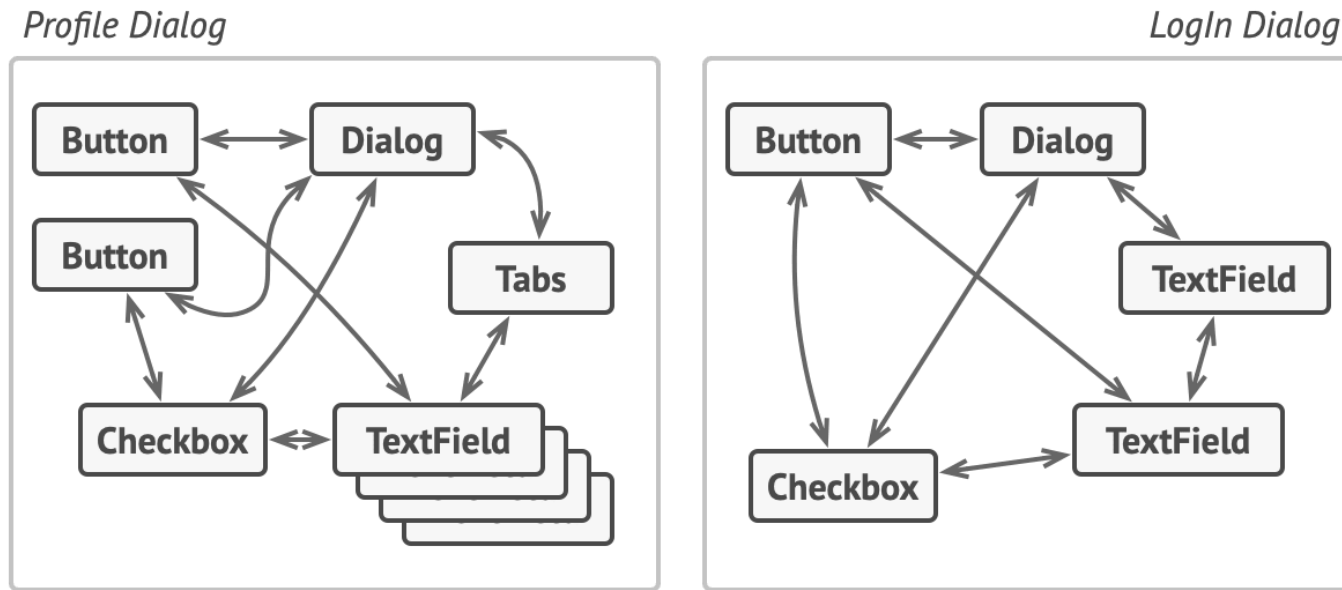 Profile Dialog
Button
Dialog
Button
Tabs
Checkbox
TextField
LogIn Dialog
Button
Dialog
TextField
TextField
Checkbox